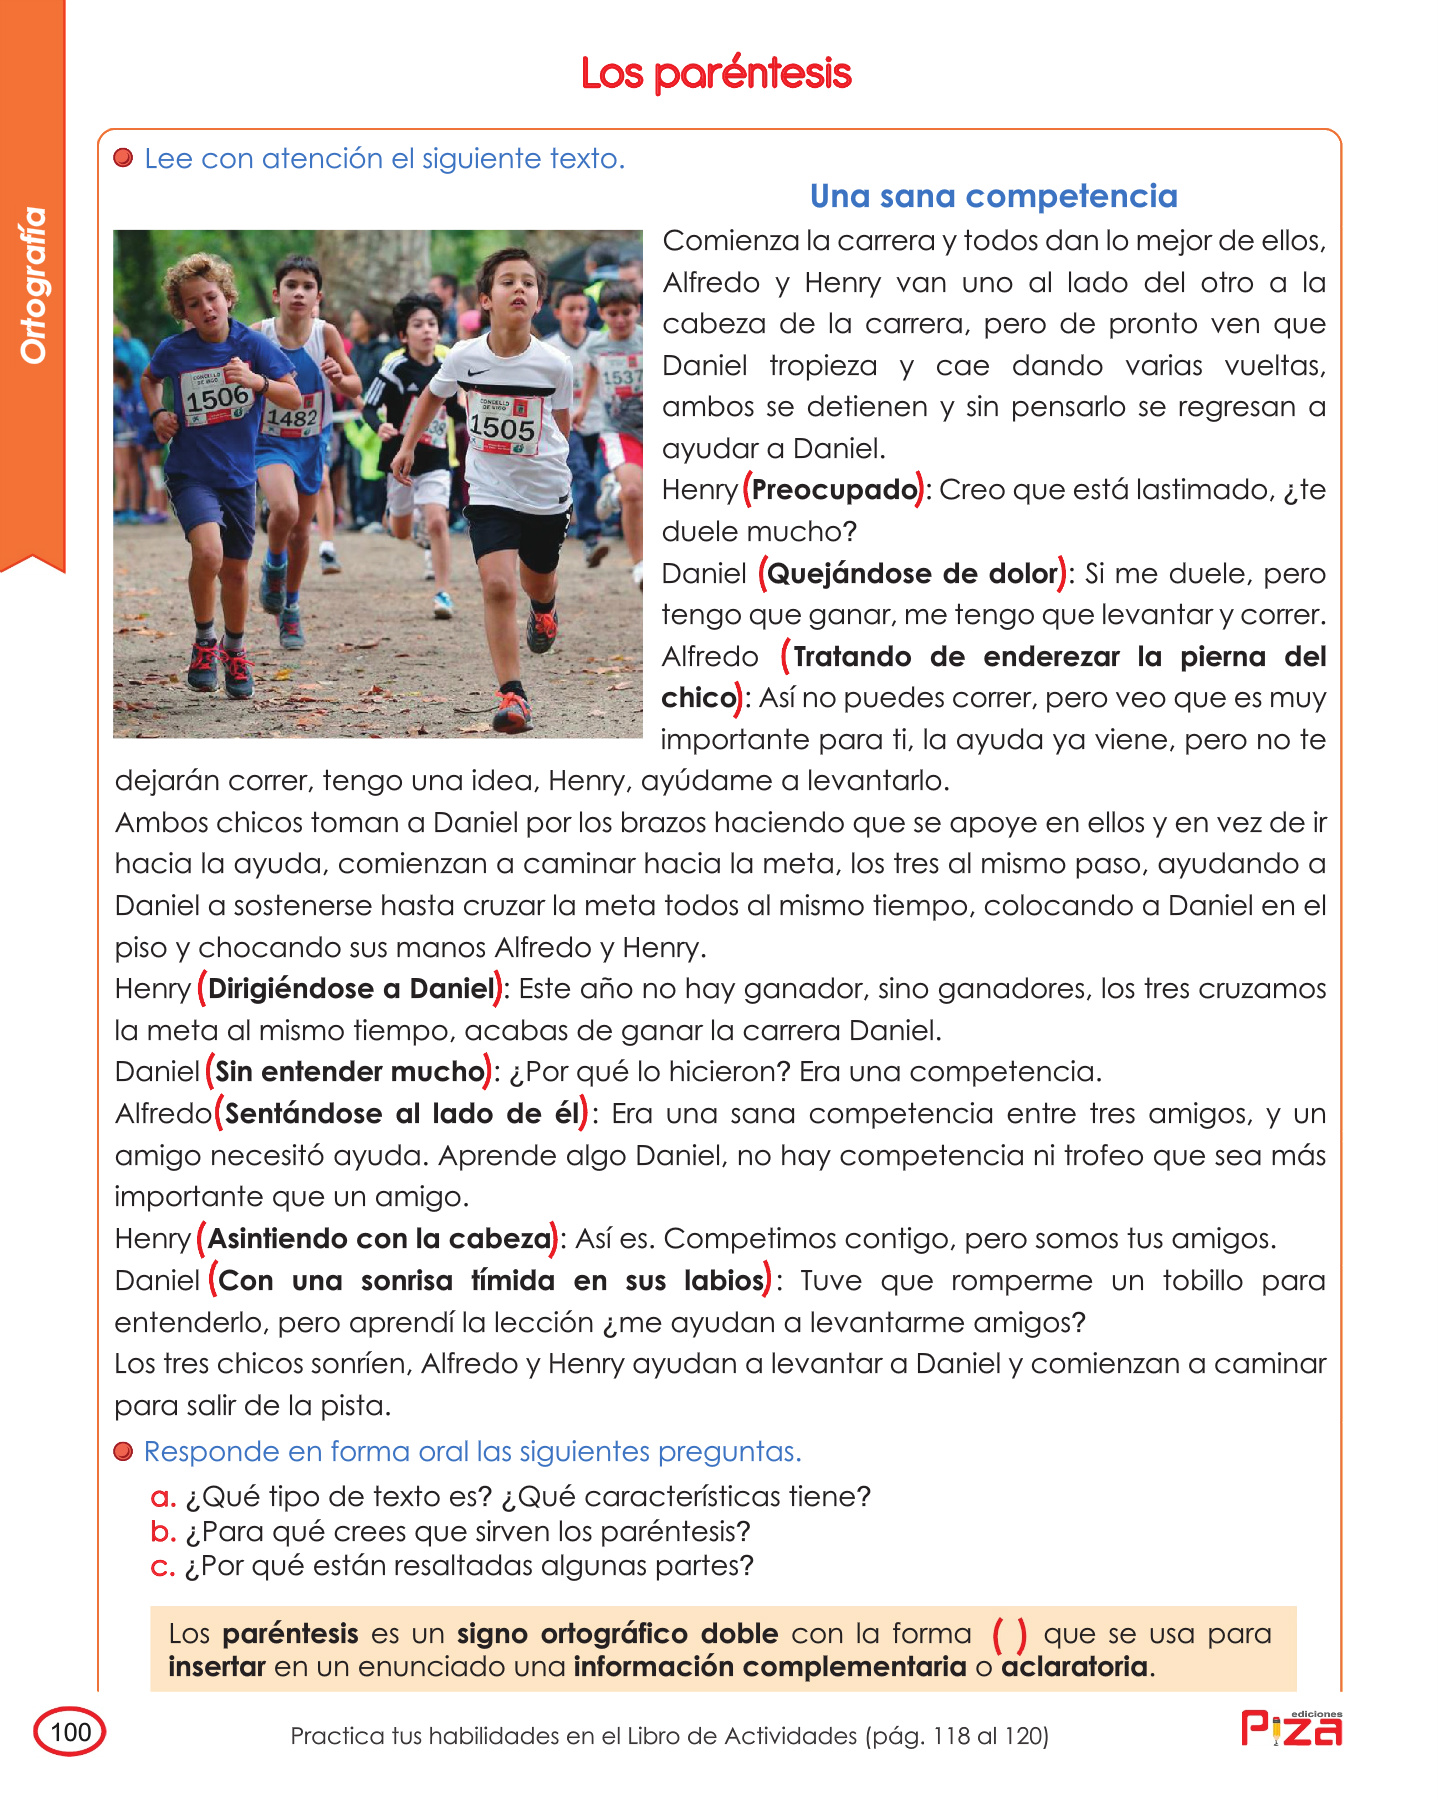 Los paréntesis
Ortografía
Lee con atención el siguiente texto.
Una sana competencia
Comienza la carrera y todos dan lo mejor de ellos,
Alfredo y Henry van uno al lado del otro a la
cabeza de la carrera, pero de pronto ven que
Daniel tropieza y cae dando varias vueltas,
ambos se detienen y sin pensarlo se regresan a
ayudar a Daniel.
Henry (Preocupado): Creo que está lastimado, ¿te
duele mucho?
Daniel (Quejándose de dolor): Si me duele, pero
tengo que ganar, me tengo que levantar y correr.
Alfredo (Tratando de enderezar la pierna del
chico): Así no puedes correr, pero veo que es muy
importante para ti, la ayuda ya viene, pero no te
dejarán correr, tengo una idea, Henry, ayúdame a levantarlo.
Ambos chicos toman a Daniel por los brazos haciendo que se apoye en ellos y en vez de ir
hacia la ayuda, comienzan a caminar hacia la meta, los tres al mismo paso, ayudando a
Daniel a sostenerse hasta cruzar la meta todos al mismo tiempo, colocando a Daniel en el
piso y chocando sus manos Alfredo y Henry.
Henry (Dirigiéndose a Daniel): Este año no hay ganador, sino ganadores, los tres cruzamos
la meta al mismo tiempo, acabas de ganar la carrera Daniel.
Daniel (Sin entender mucho): ¿Por qué lo hicieron? Era una competencia.
Alfredo (Sentándose al lado de él): Era una sana competencia entre tres amigos, y un
amigo necesitó ayuda. Aprende algo Daniel, no hay competencia ni trofeo que sea más
importante que un amigo.
Henry (Asintiendo con la cabeza): Así es. Competimos contigo, pero somos tus amigos.
Daniel (Con una sonrisa tímida en sus labios): Tuve que romperme un tobillo para
entenderlo, pero aprendí la lección ¿me ayudan a levantarme amigos?
Los tres chicos sonríen, Alfredo y Henry ayudan a levantar a Daniel y comienzan a caminar
para salir de la pista.
CONCELLO
DE VIGO
1506
1482
CONCELLO
DE VIGO
1505
1537
Responde en forma oral las siguientes preguntas.
a. ¿Qué tipo de texto es? ¿Qué características tiene?
b. ¿Para qué crees que sirven los paréntesis?
c. ¿Por qué están resaltadas algunas partes?
Los paréntesis es un signo ortográfico doble con la forma ( ) que se usa para
insertar en un enunciado una información complementaria o aclaratoria.
100
Practica tus habilidades en el Libro de Actividades (pág. 118 al 120)
ediciones
Piza